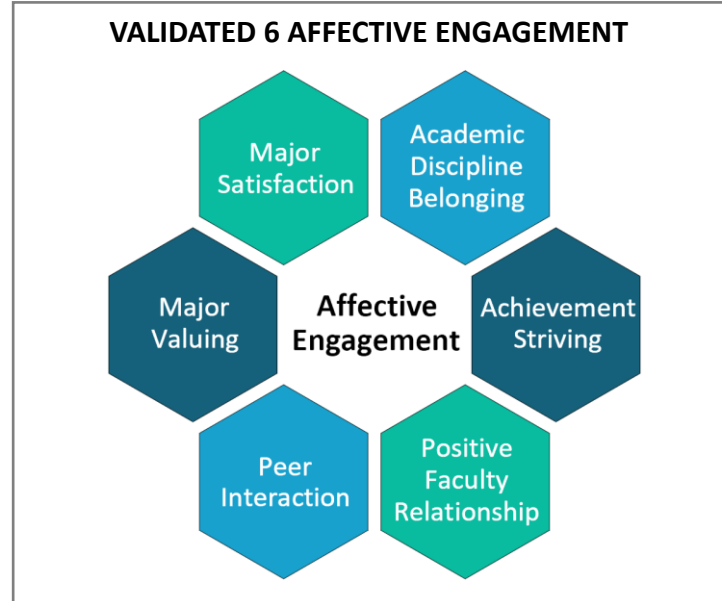 VALIDATED 6 AFFECTIVE ENGAGEMENT
Major
Satisfaction
Academic
Discipline
Belonging
Major
Valuing
Affective
Engagement
Achievement
Striving
Peer
Interaction
Positive
Faculty
Relationship